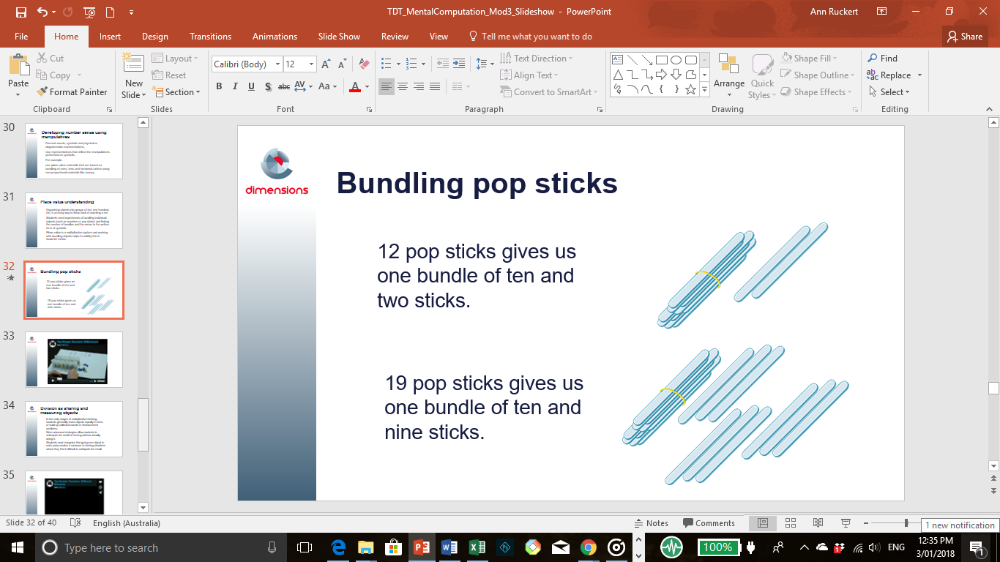 TDT_MentalComputation_Mod3_Slideshow - PowerPoint
Ann Ruckert
File Home Insert Design Transitions Animations Slide Show Review View Tell me what you want to do
Share
Paste
Cut
Copy
Format Painter
Clipboard
New
Slide
Layout
Reset
Section
Slides
Calibri (Body) 12
B I U S abc AV Aa A
Font
Text Direction
Align Text
Convert to SmartArt
Paragraph
Arrange
Quick
Styles
Shape Fill
Shape Outline
Shape Effects
Drawing
Find
Replace
Select
Editing
30
Developing number sense using
manipulatives
31
Place value understanding
32
Bundling pop sticks
12 pop sticks gives us
one bundle of ten and
two sticks.
19 pop sticks gives us
one bundle of ten and
nine sticks.
33
34
Division as sharing and
measuring objects
35
dimensions
Bundling pop sticks
12 pop sticks gives us
one bundle of ten and
two sticks.
19 pop sticks gives us
one bundle of ten and
nine sticks.
Slide 32 of 40
English (Australia)
Notes
Comments
1 new notification
Type here to search
100%
ENG
12:35 PM
3/01/2018
1